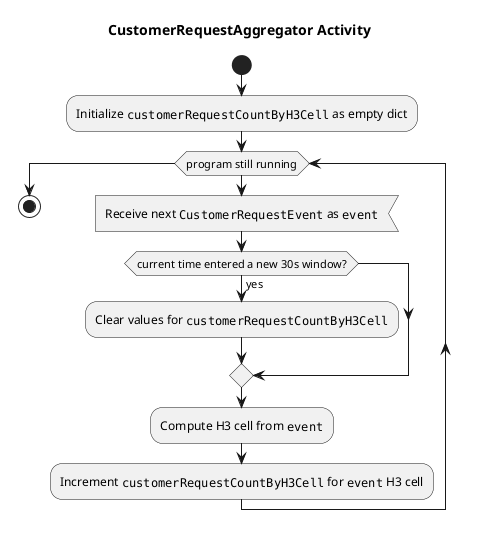 CustomerRequestAggregator Activity
Initialize customerRequestCountByH3Cell as empty dict
program still running
Receive next CustomerRequestEvent as event
current time entered a new 30s window?
yes
Clear values for customerRequestCountByH3Cell
Compute H3 cell from event
Increment customerRequestCountByH3Cell for event H3 cell